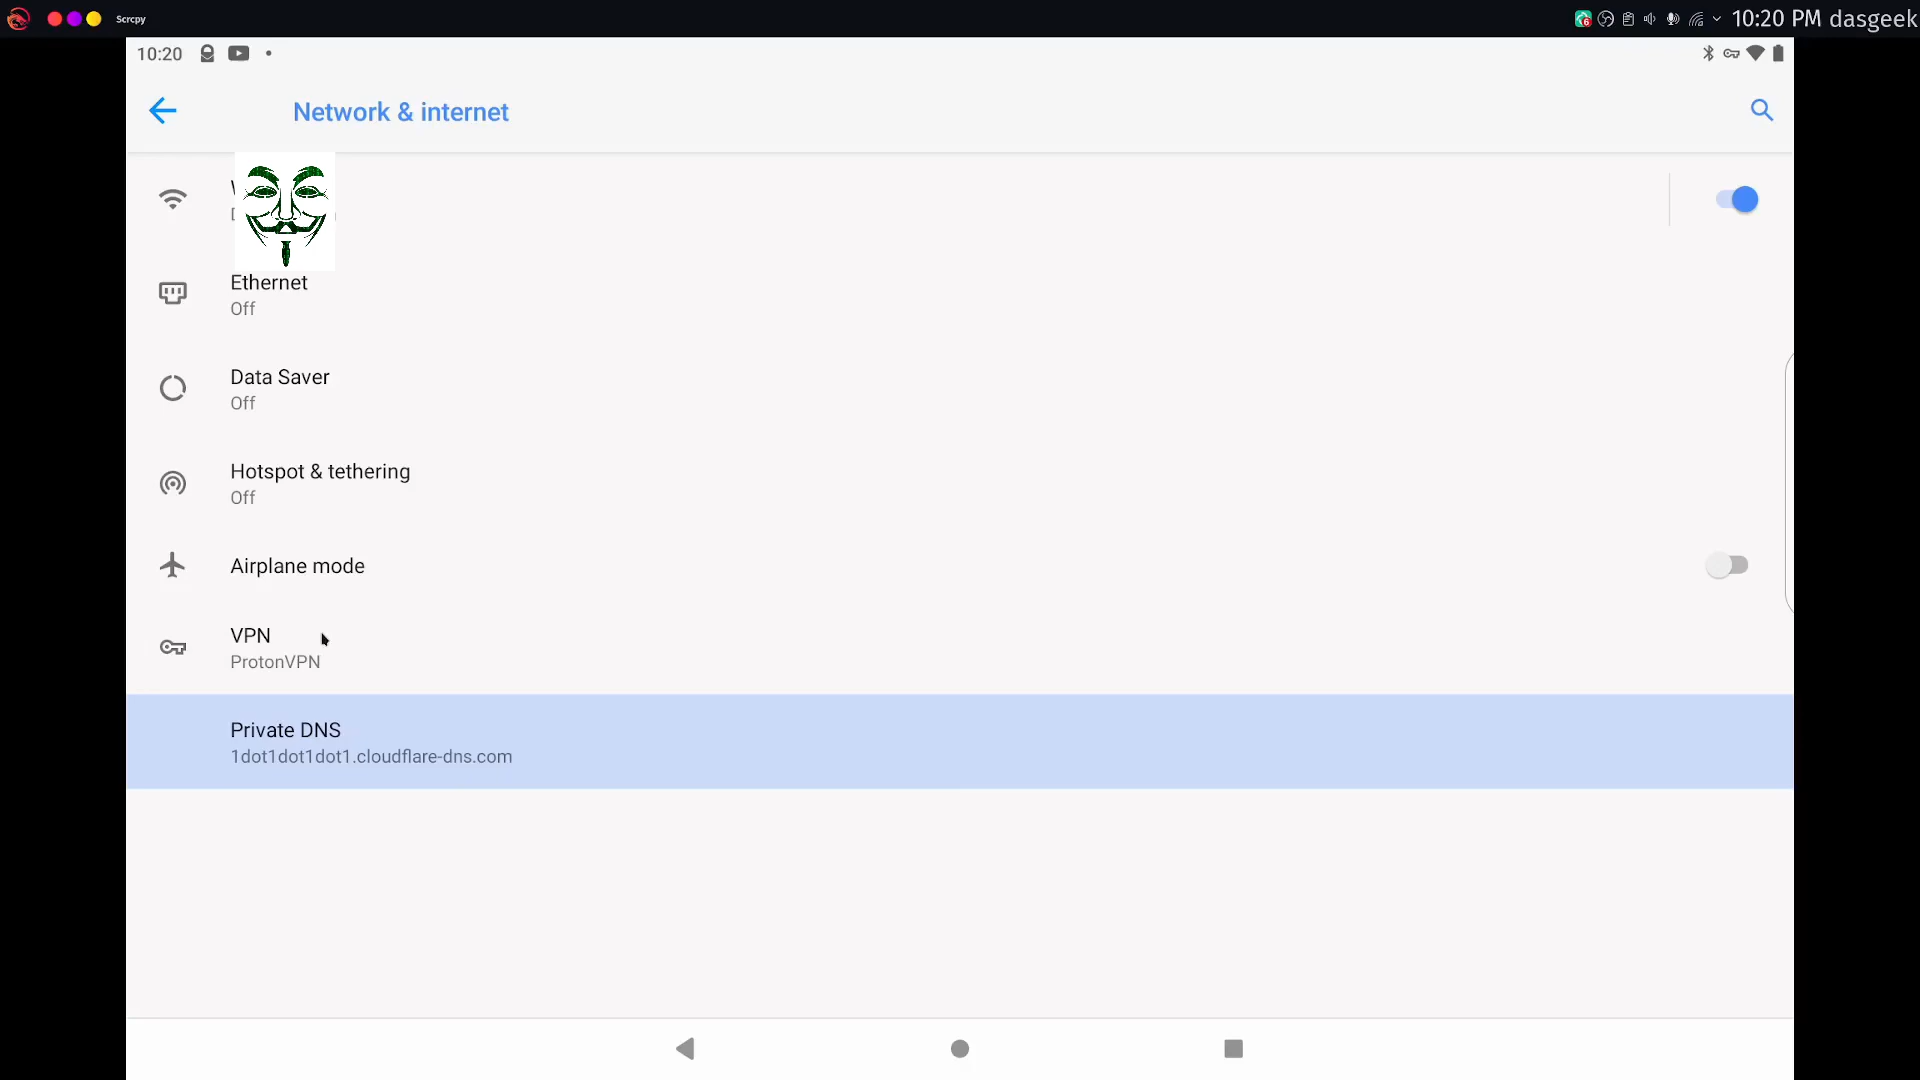 Scrcpy
10:20 PM dasgeek
10:20
Network & internet
Ethernet
Off
Data Saver
Off
Hotspot & tethering
Off
Airplane mode
VPN
ProtonVPN
Private DNS
1dot1dot1dot1.cloudflare-dns.com